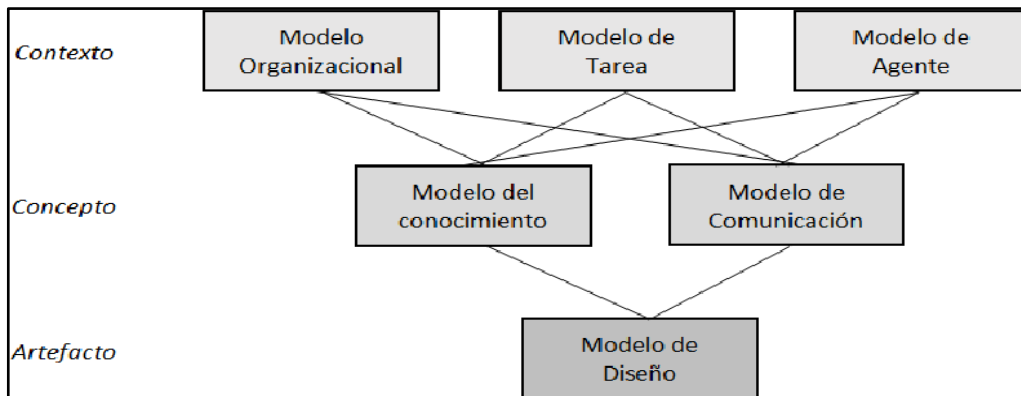 Contexto
Modelo
Organizacional
Modelo de
Tarea
Modelo de
Agente
Concepto
Modelo del
conocimiento
Modelo de
Comunicación
Artefacto
Modelo de
Diseño